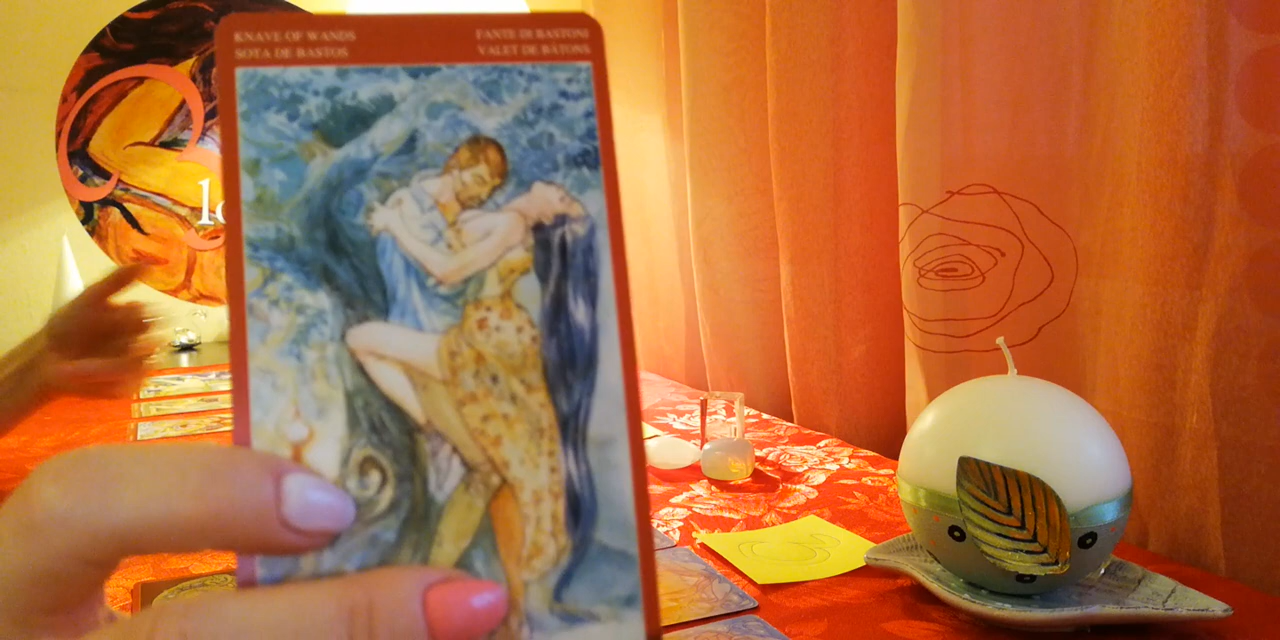 KNAVE OF WANDS
SOTA DE BASTOS
FANTE DI BASTONI
VALET DE BÂTONS